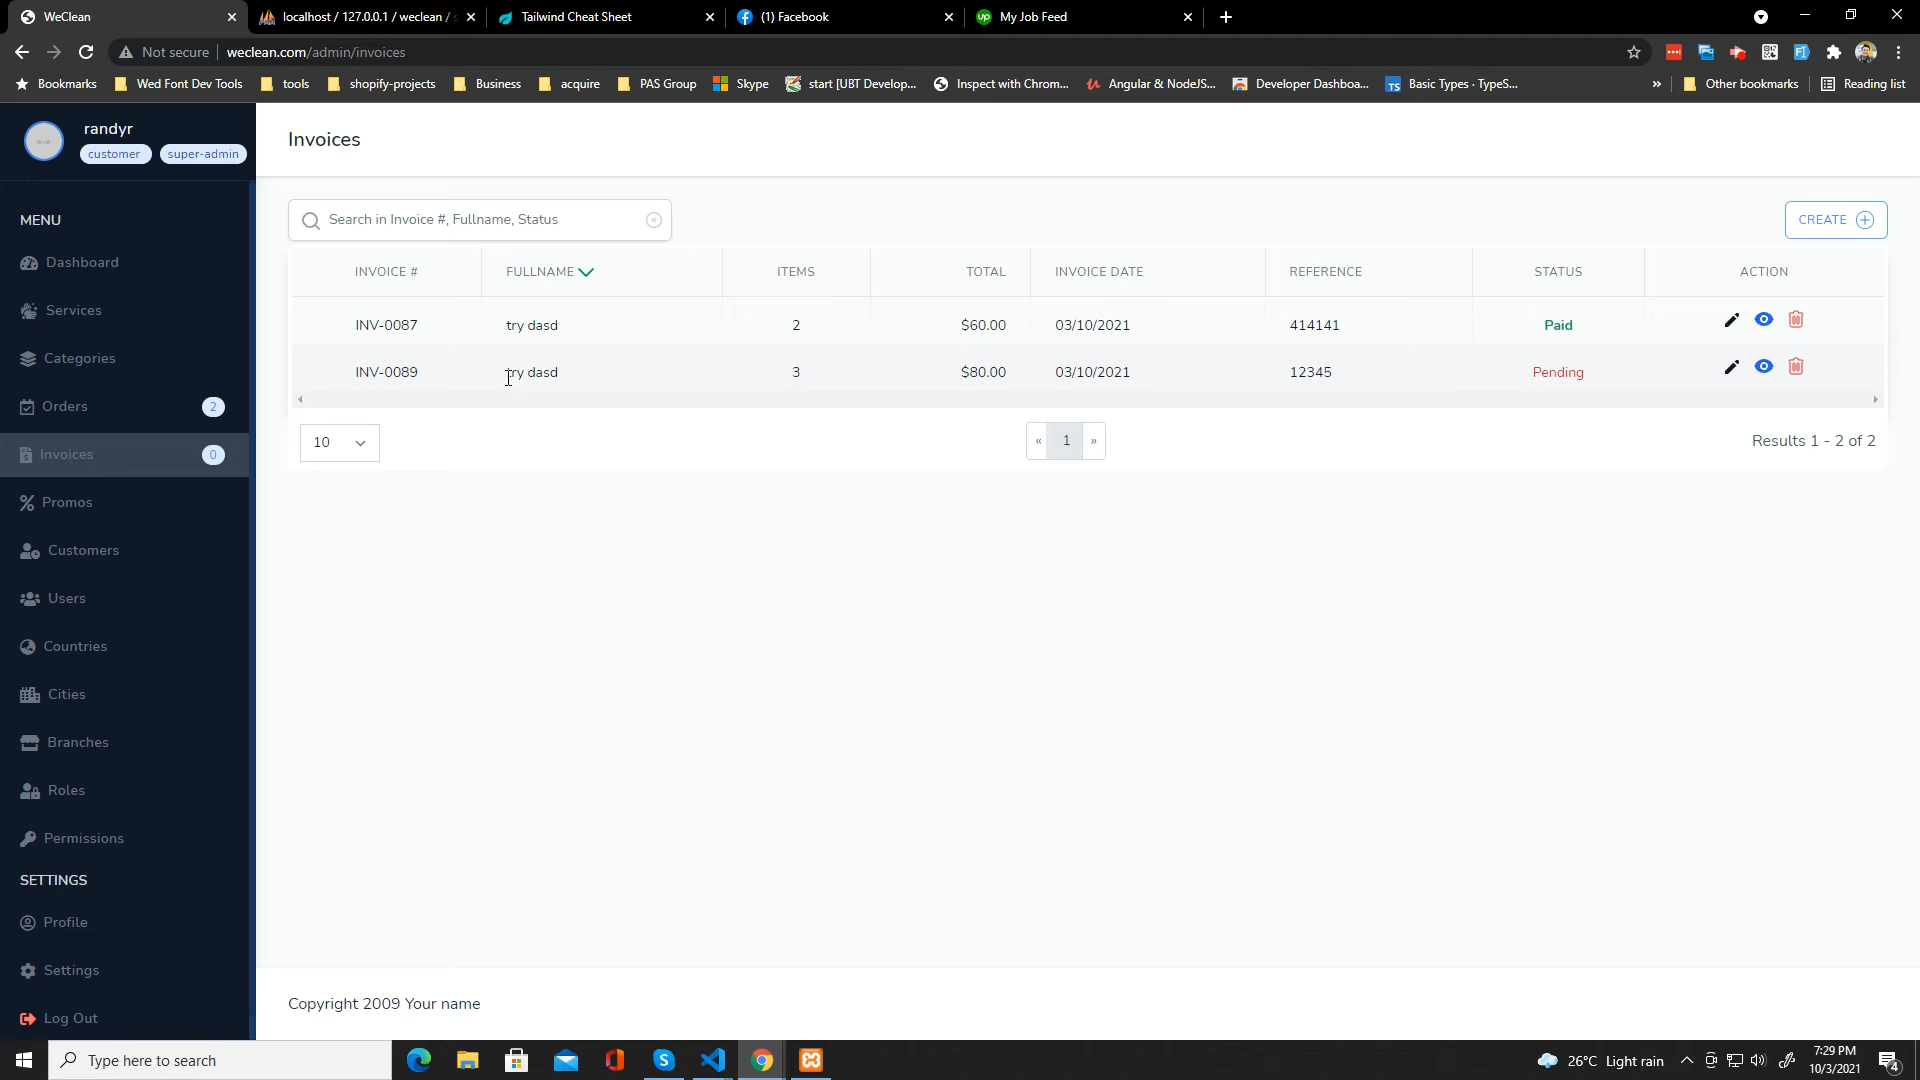 WeClean
localhost / 127.0.0.1 / weclean /
Tailwind Cheat Sheet
(1) Facebook
My Job Feed
Not secure
weclean.com/admin/invoices
Bookmarks
Wed Font Dev Tools
tools
shopify-projects
Business
acquire
PAS Group
Skype
start [UBT Develop...
Inspect with Chrom...
Angular & NodeJS...
TS
Developer Dashboa...
Basic Types · TypeS...
»
Other bookmarks
Reading list
randyr
customer
super-admin
Invoices
MENU
Dashboard
Services
Categories
Orders
2
Invoices
0
Promos
Customers
Users
Countries
Cities
Branches
Roles
Permissions
SETTINGS
Profile
Settings
Log Out
Search in Invoice #, Fullname, Status
CREATE
INVOICE # FULLNAME ITEMS TOTAL INVOICE DATE REFERENCE STATUS ACTION
INV-0087 try dasd 2 $60.00 03/10/2021 414141 Paid
INV-0089 try dasd 3 $80.00 03/10/2021 12345 Pending
10
« 1 »
Results 1 - 2 of 2
Copyright 2009 Your name
Type here to search
26°C Light rain
7:29 PM
10/3/2021
4